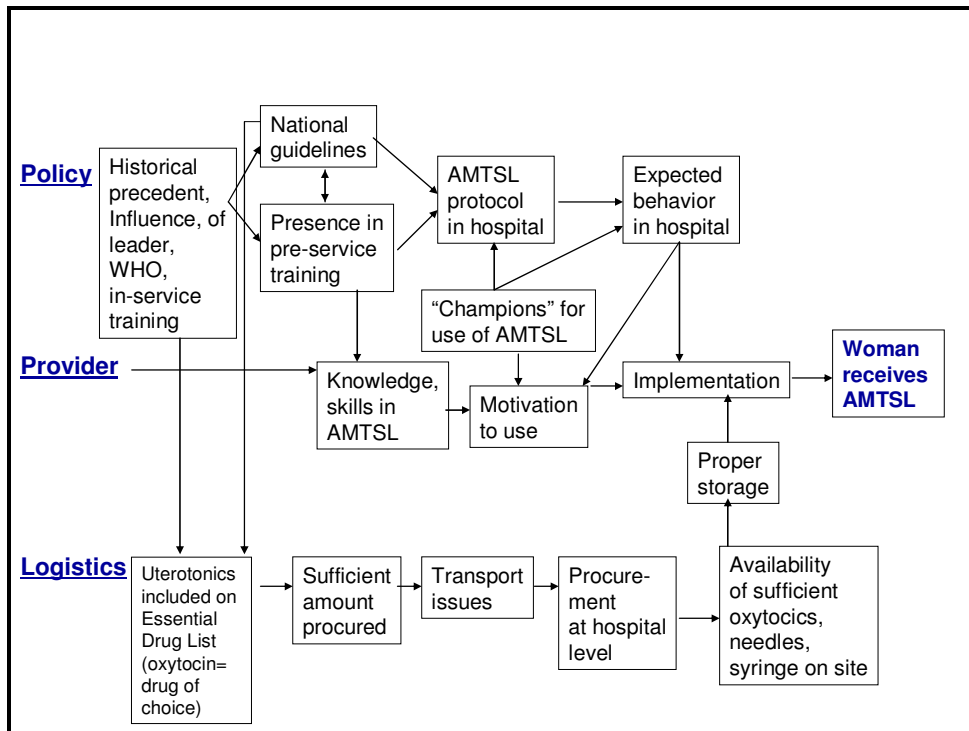 Policy
Historical
precedent,
Influence, of
leader,
WHO,
in-service
training
National
guidelines
Presence in
pre-service
training
AMTSL
protocol
in hospital
Expected
behavior
in hospital
“Champions” for
use of AMTSL
Provider
Knowledge,
skills in
AMTSL
Motivation
to use
Implementation
Woman
receives
AMTSL
Proper
storage
Logistics
Uterotonics
included on
Essential
Drug List
(oxytocin=
drug of
choice)
Sufficient
amount
procured
Transport
issues
Procure-
ment
at hospital
level
Availability
of sufficient
oxytocics,
needles,
syringe on site